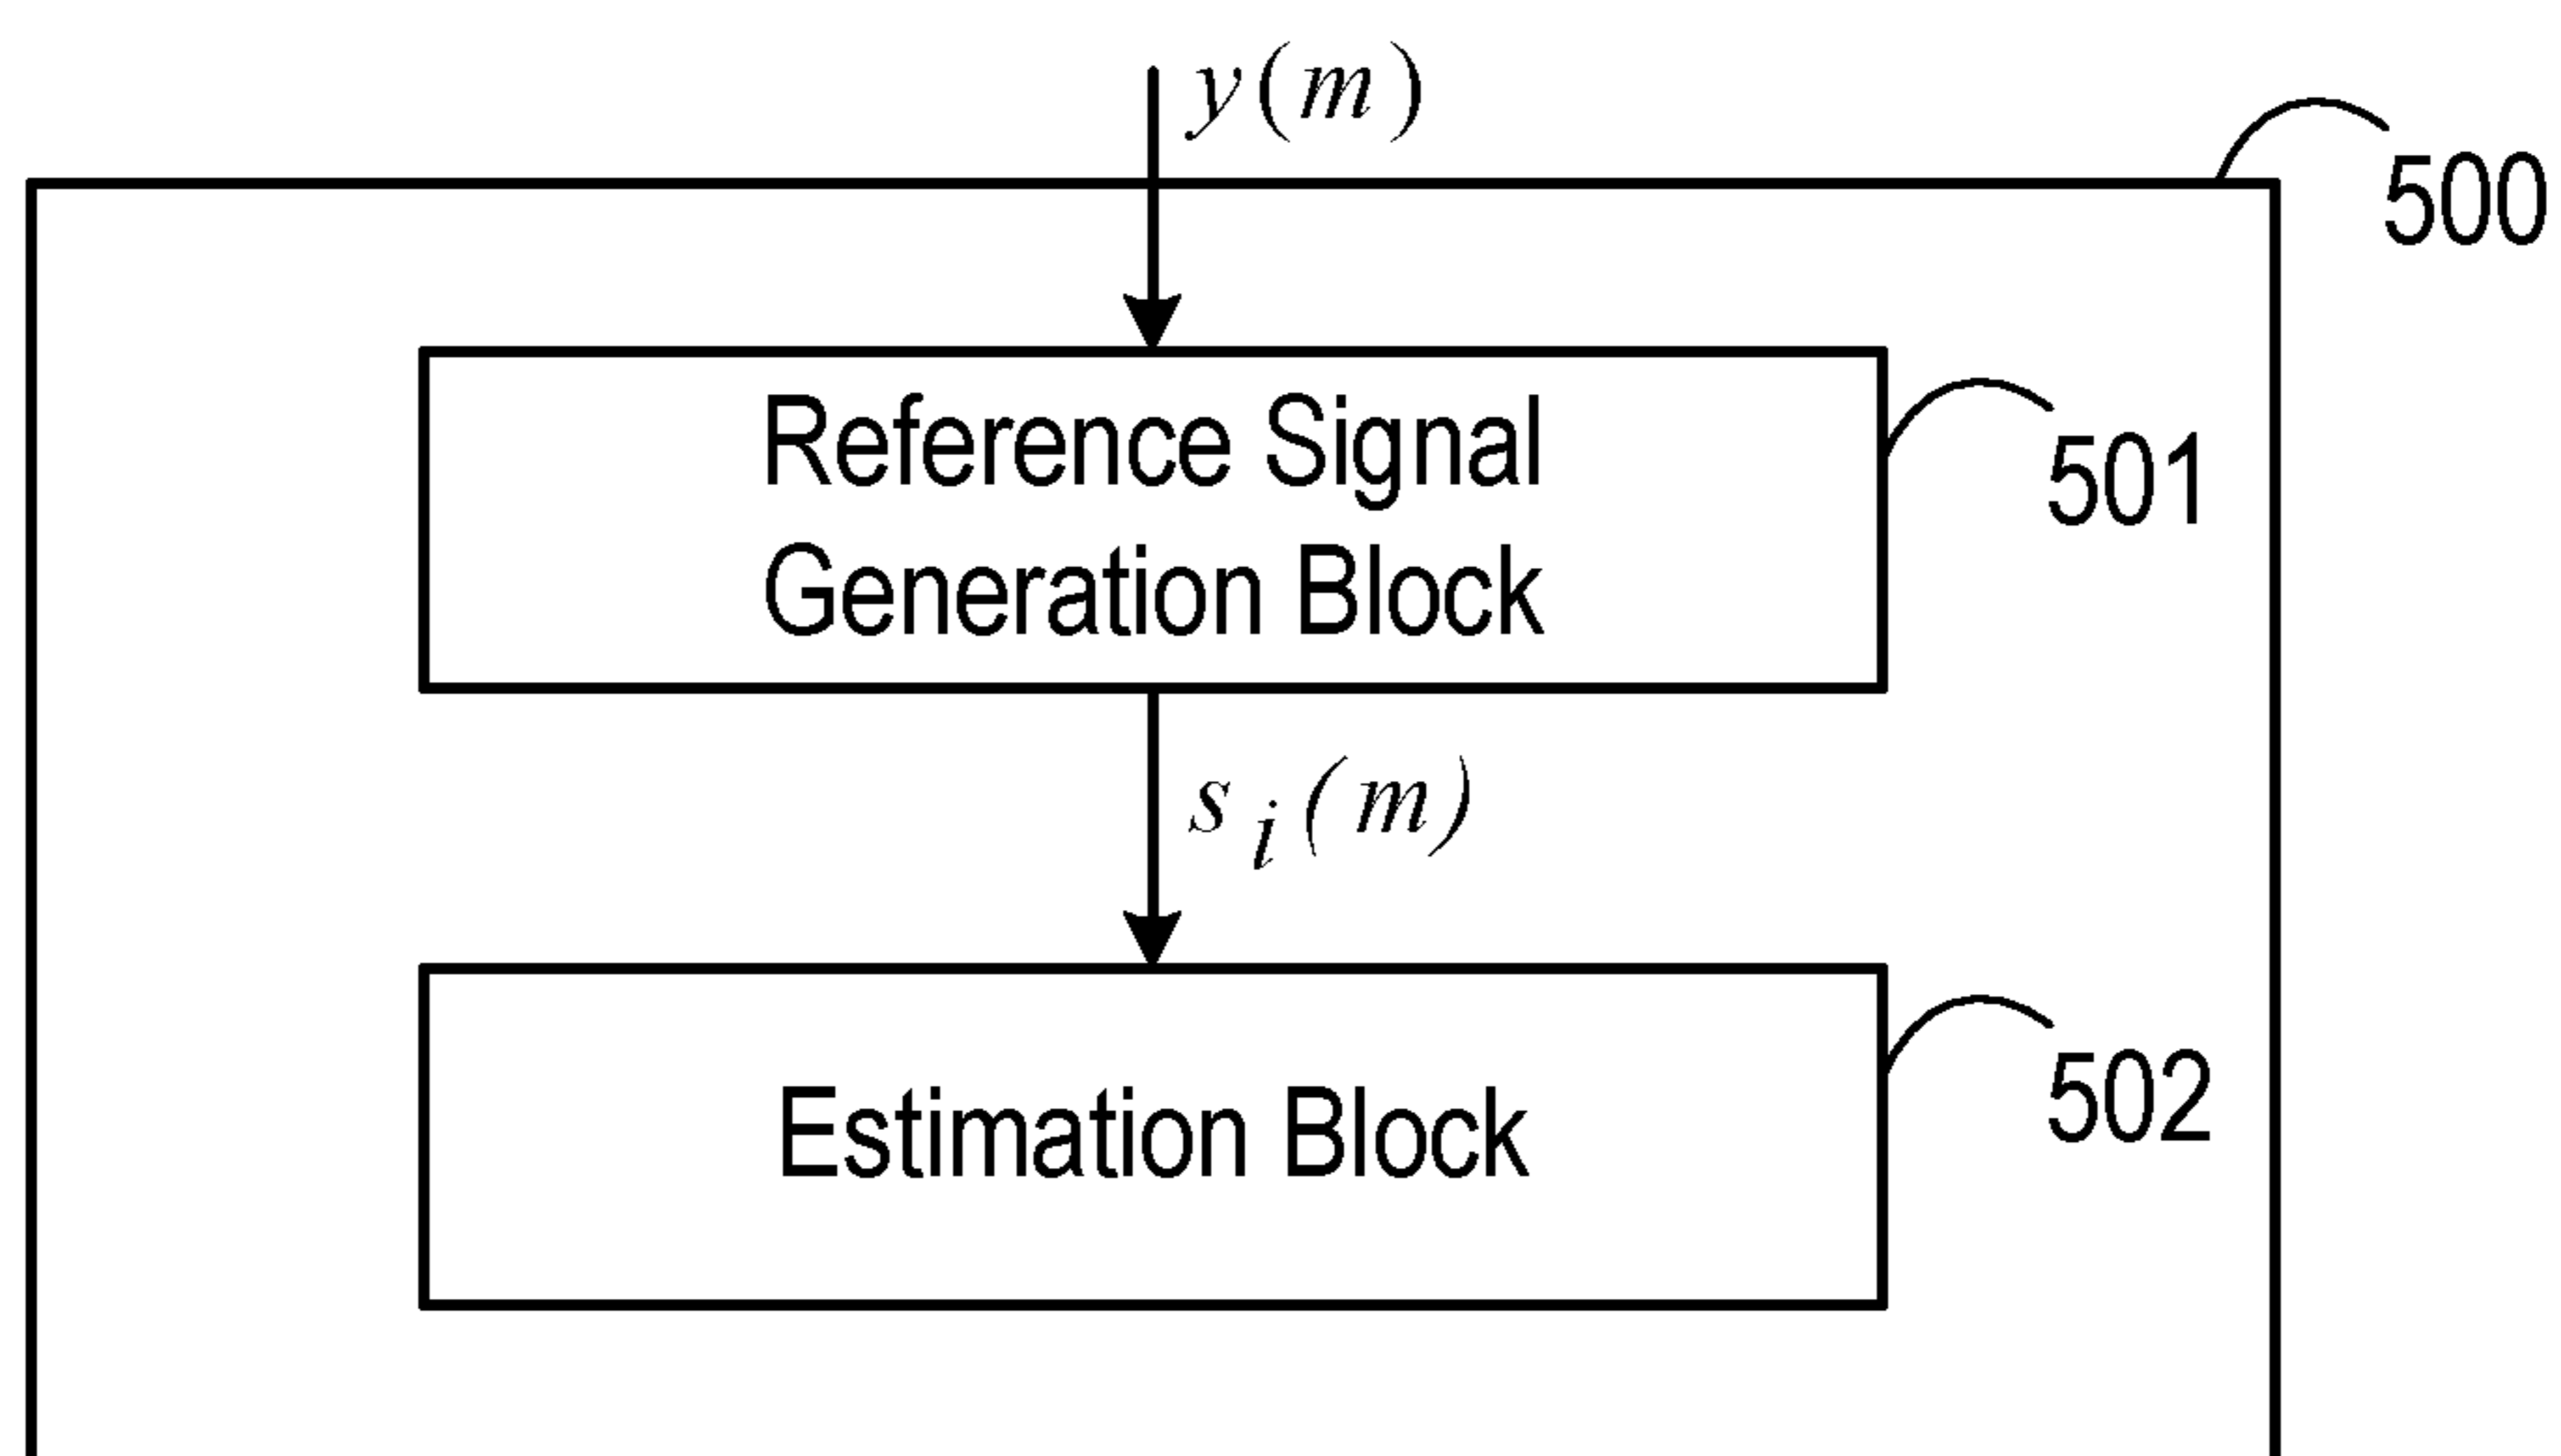 y(m)
500
Reference Signal
Generation Block
501
s i (m)
Estimation Block
502